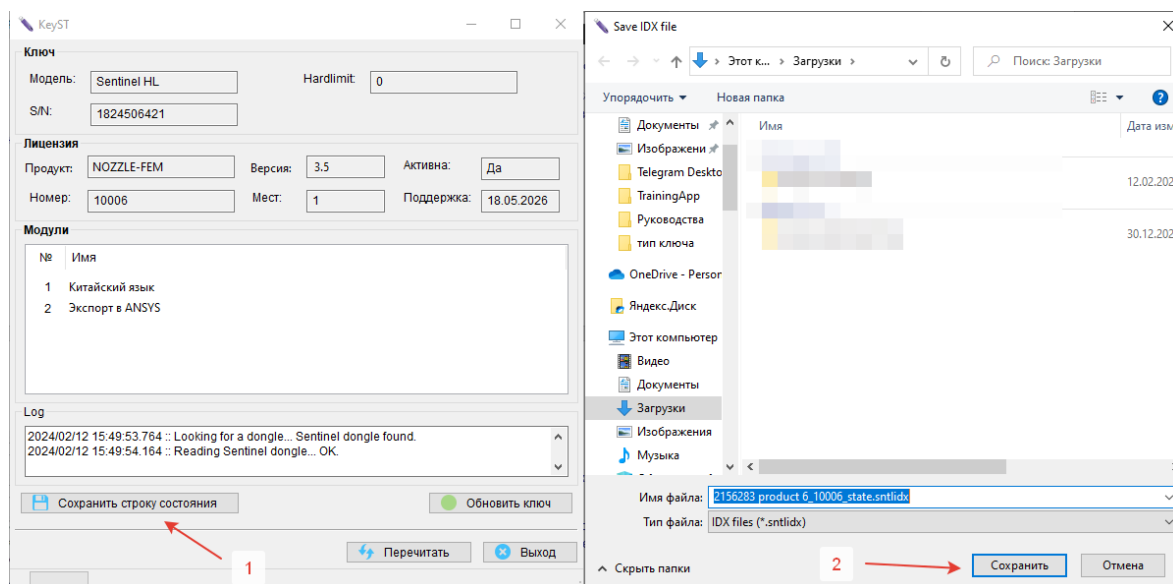 KeyST
Ключ
Модель: Sentinel HL Hardlimit: 0
S/N: 1824506421
Лицензия
Продукт: NOZZLE-FEM Версия: 3.5 Активна: Да
Номер: 10006 Мест: 1 Поддержка: 18.05.2026
Модули
№ Имя
1 Китайский язык
2 Экспорт в ANSYS
Log
2024/02/12 15:49:53.764 :: Looking for a dongle... Sentinel dongle found.
2024/02/12 15:49:54.164 :: Reading Sentinel dongle... OK.
Сохранить строку состояния Обновить ключ
1
Перечитать Выход
Save IDX file
Этот к... Загрузки Поиск: Загрузки
Упорядочить Новая папка
Имя Дата изм
Документы
Изображени
Telegram Deskto
TrainingApp
Руководства
тип ключа
OneDrive - Person
Яндекс.Диск
Этот компьютер
Видео
Документы
Загрузки
Изображения
Музыка
12.02.202
30.12.202
Имя файла: 2156283 product 6_10006_state.sntlidx
Тип файла: IDX files (*.sntlidx)
Скрыть папки 2 Сохранить Отмена